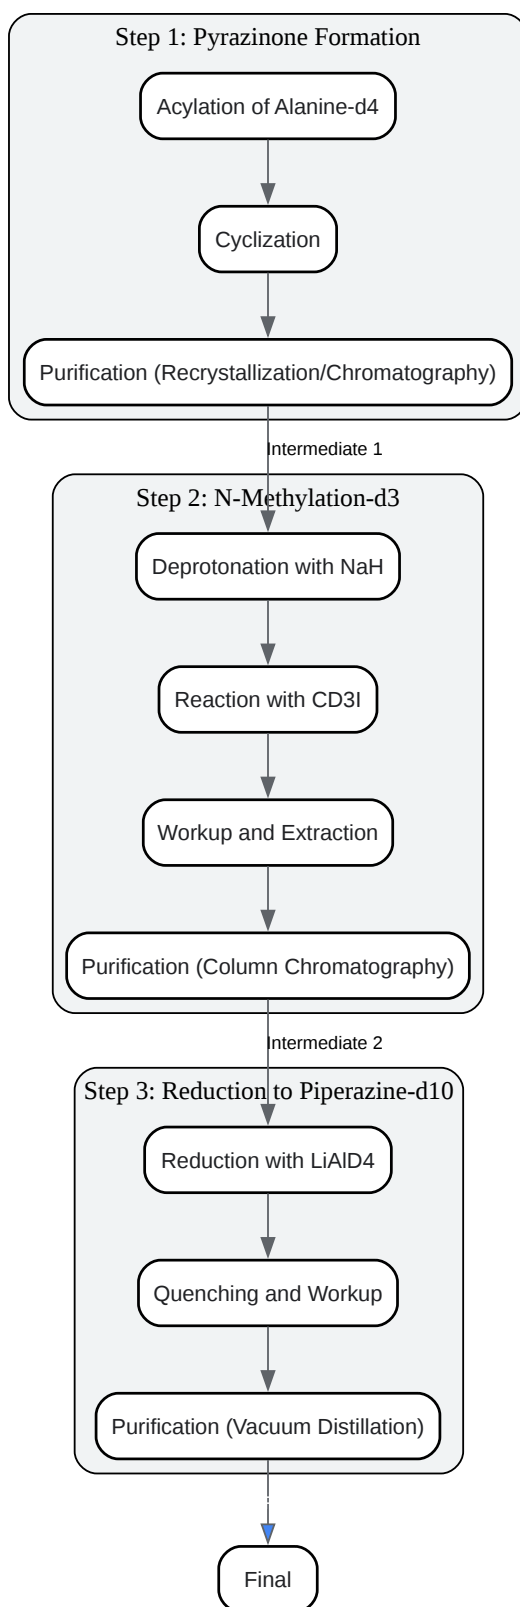 Step 1: Pyrazinone Formation
Acylation of Alanine-d4
Cyclization
Purification (Recrystallization/Chromatography)
Intermediate 1
Step 2: N-Methylation-d3
Deprotonation with NaH
Reaction with CD3I
Workup and Extraction
Purification (Column Chromatography)
Intermediate 2
Step 3: Reduction to Piperazine-d10
Reduction with LiAlD4
Quenching and Workup
Purification (Vacuum Distillation)
Final